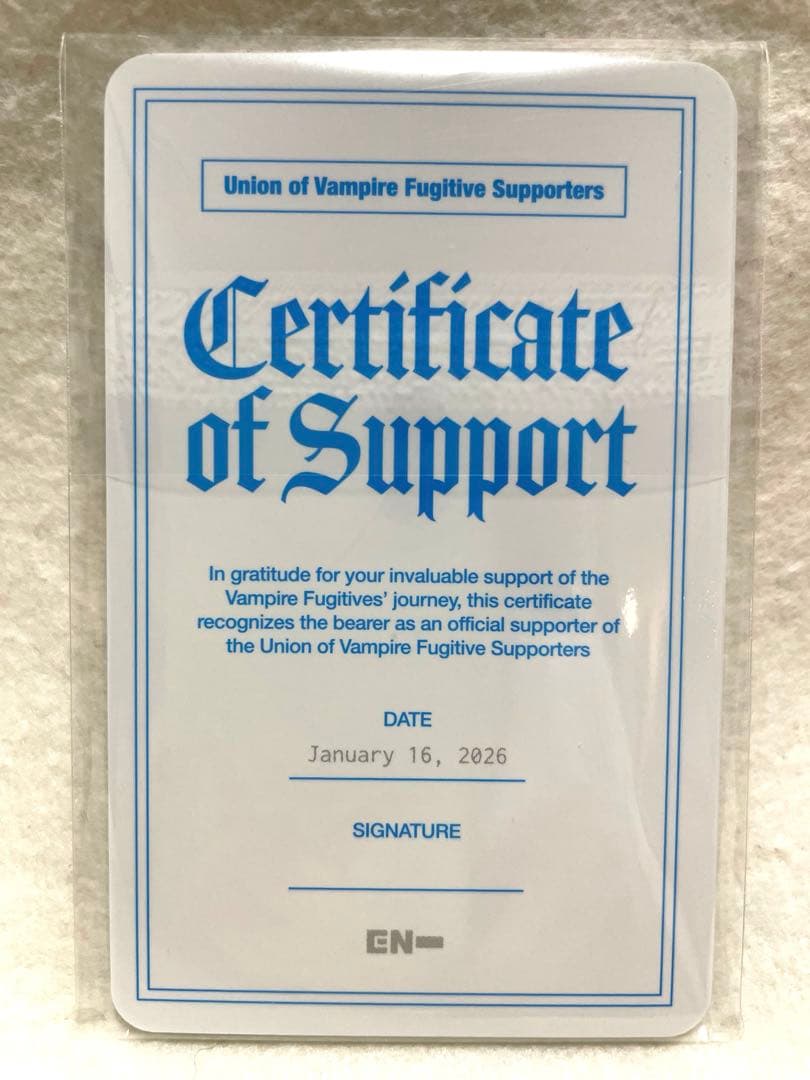 Union of Vampire Fugitive Supporters
Certificate
of Support
In gratitude for your invaluable support of the
Vampire Fugitives' journey, this certificate
recognizes the bearer as an official supporter of
the Union of Vampire Fugitive Supporters
DATE
January 16, 2026
SIGNATURE
EN-